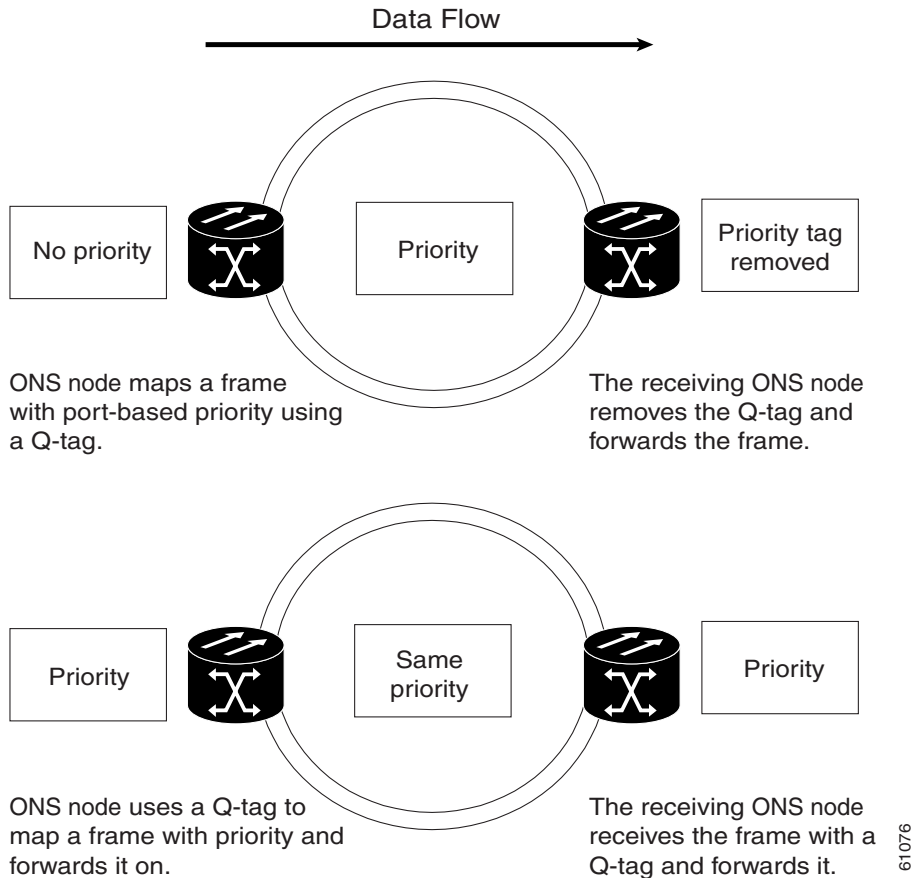 Data Flow
No priority
Priority
Priority tag
removed
ONS node maps a frame
with port-based priority using
a Q-tag.
The receiving ONS node
removes the Q-tag and
forwards the frame.
Priority
Same
priority
Priority
ONS node uses a Q-tag to
map a frame with priority and
forwards it on.
The receiving ONS node
receives the frame with a
Q-tag and forwards it.
61076